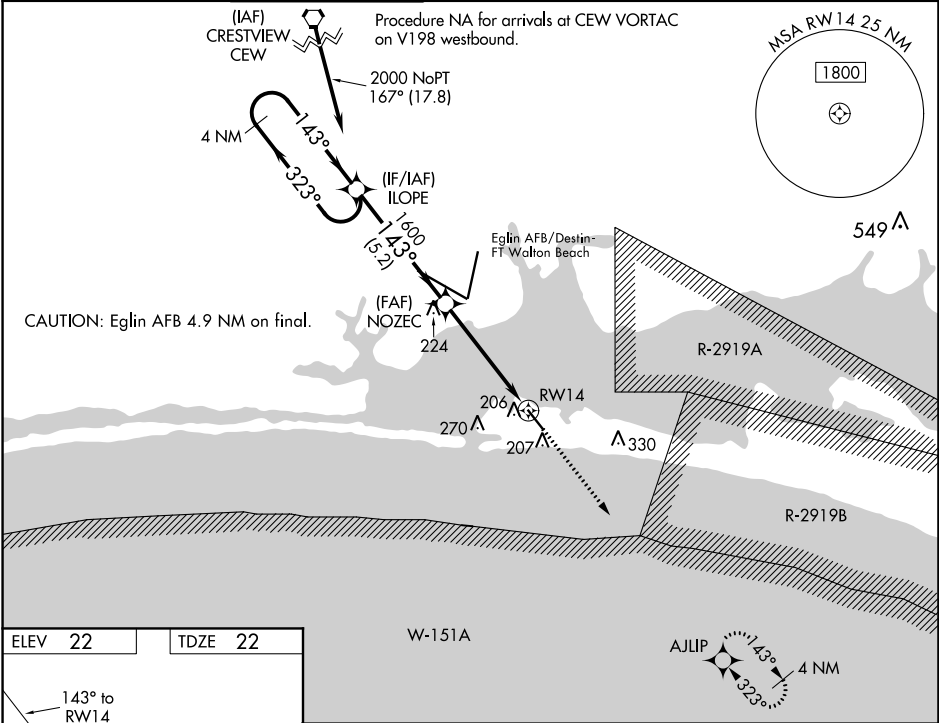 (IAF)
CRESTVIEW
CEW
Procedure NA for arrivals at CEW VORTAC
on V198 westbound.
MSA RW14 25 NM
1800
2000 NoPT
167° (17.8)
4 NM
143°
323°
(IF/IAF)
ILOPE
1600
143°
(5.2)
549
Eglin AFB/Destin-
FT Walton Beach
(FAF)
NOZEC
224
CAUTION: Eglin AFB 4.9 NM on final.
R-2919A
RW14
206
270
207
330
R-2919B
W-151A
AJLIP
143°
4 NM
323°
ELEV 22
TDZE 22
143° to
RW14